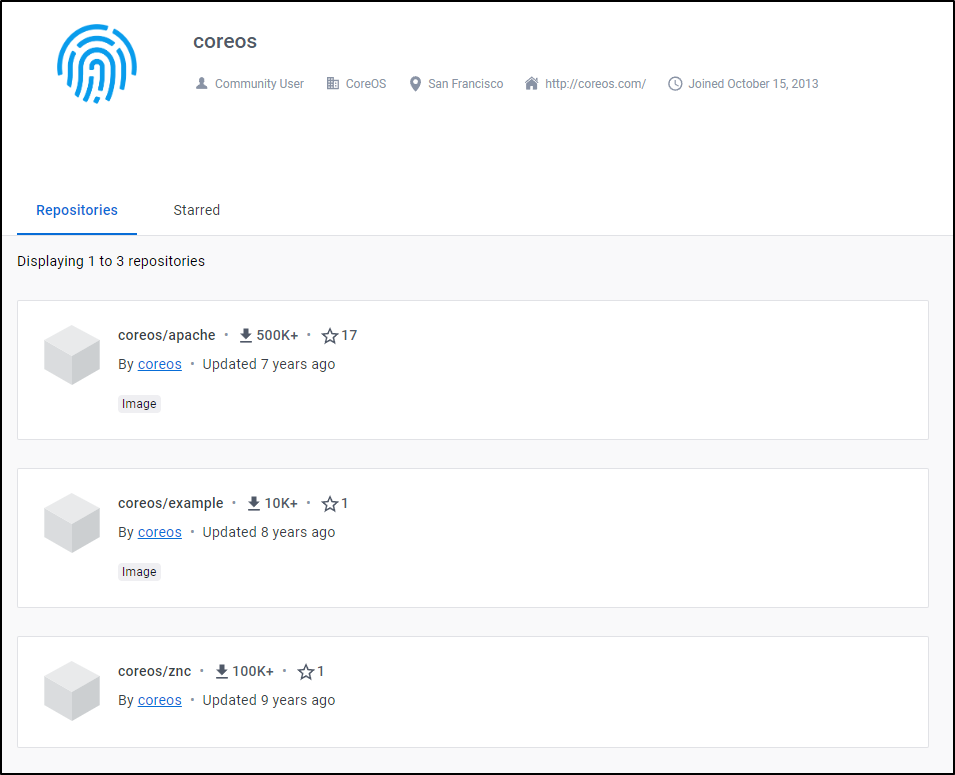 coreos
Community User CoreOS San Francisco http://coreos.com/ Joined October 15, 2013
Repositories Starred
Displaying 1 to 3 repositories
coreos/apache • 500K+ • 17
By coreos • Updated 7 years ago
Image
coreos/example • 10K+ • 1
By coreos • Updated 8 years ago
Image
coreos/znc • 100K+ • 1
By coreos • Updated 9 years ago